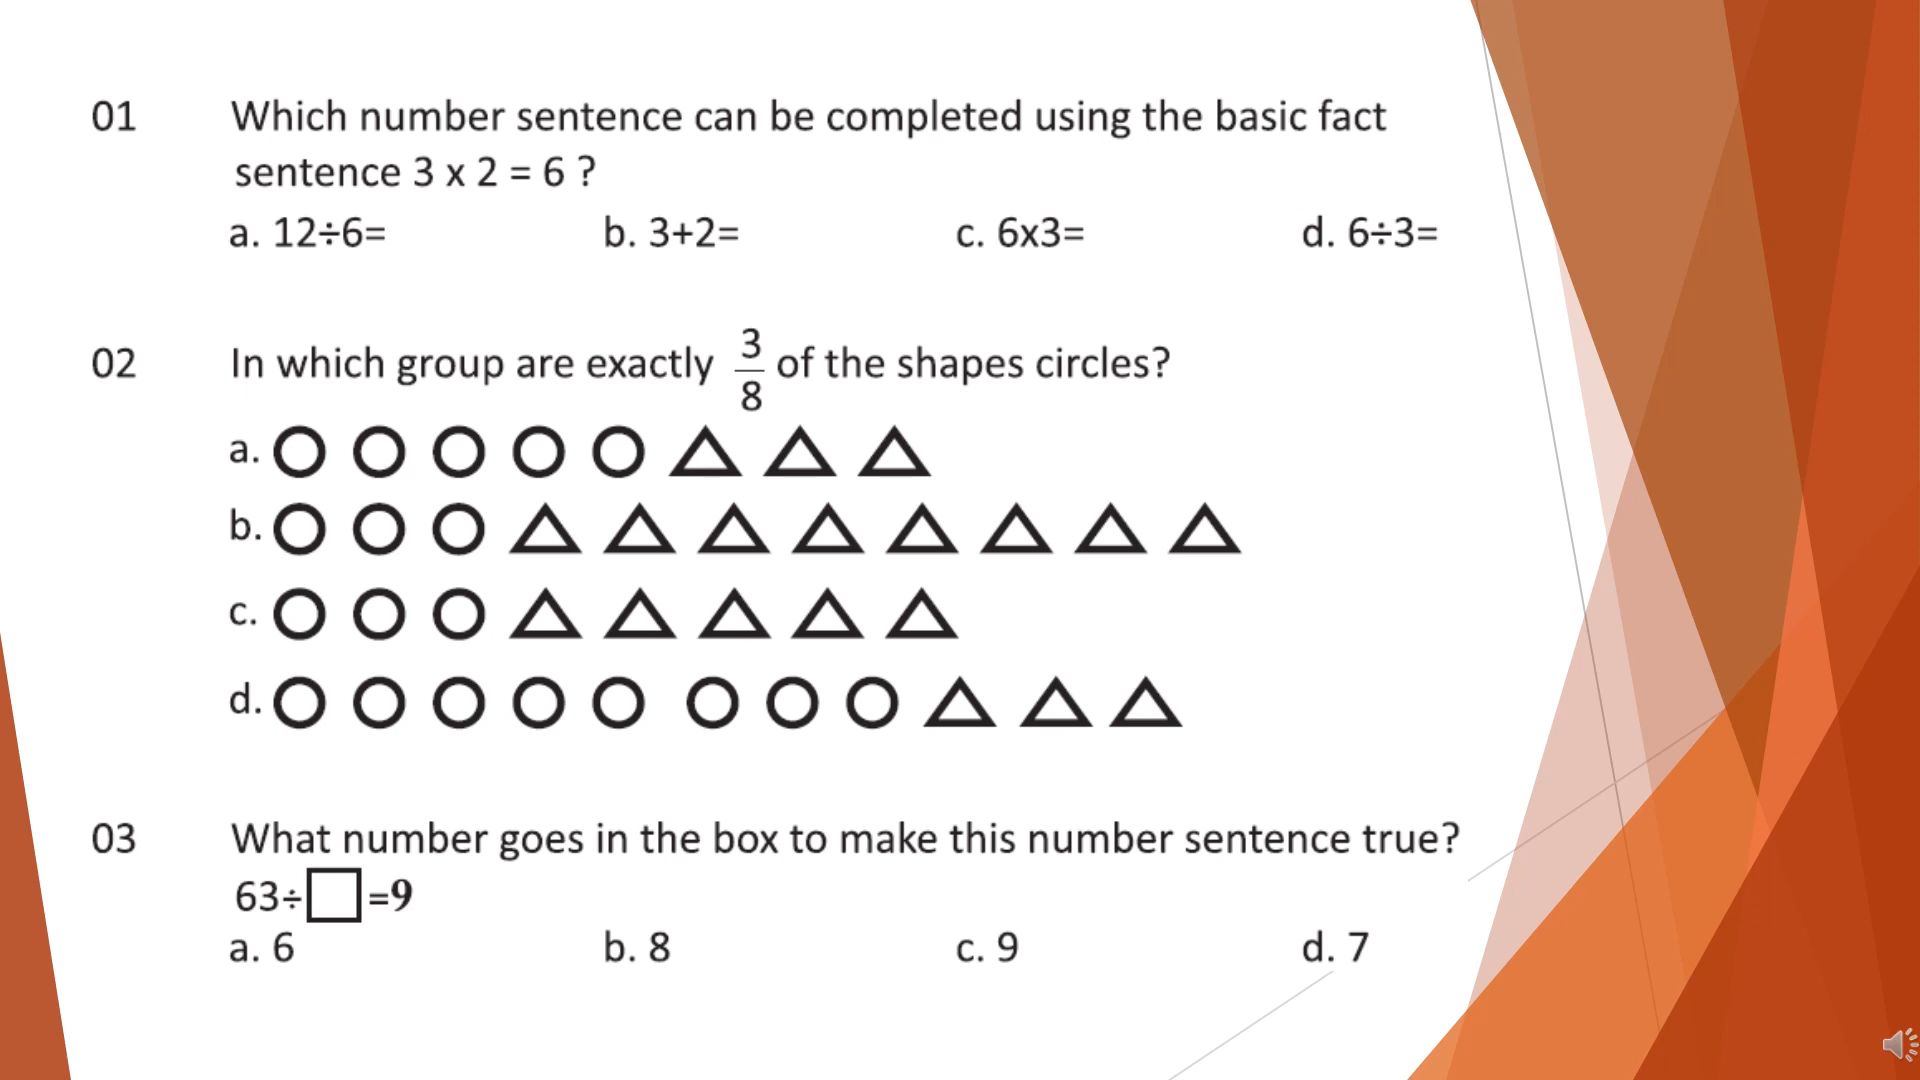 01 Which number sentence can be completed using the basic fact
sentence 3 x 2 = 6 ?
a. 12÷6= b. 3+2= c. 6x3= d. 6÷3=
02 In which group are exactly 3/8 of the shapes circles?
a.
b.
c.
d.
03 What number goes in the box to make this number sentence true?
63÷□=9
a. 6 b. 8 c. 9 d. 7